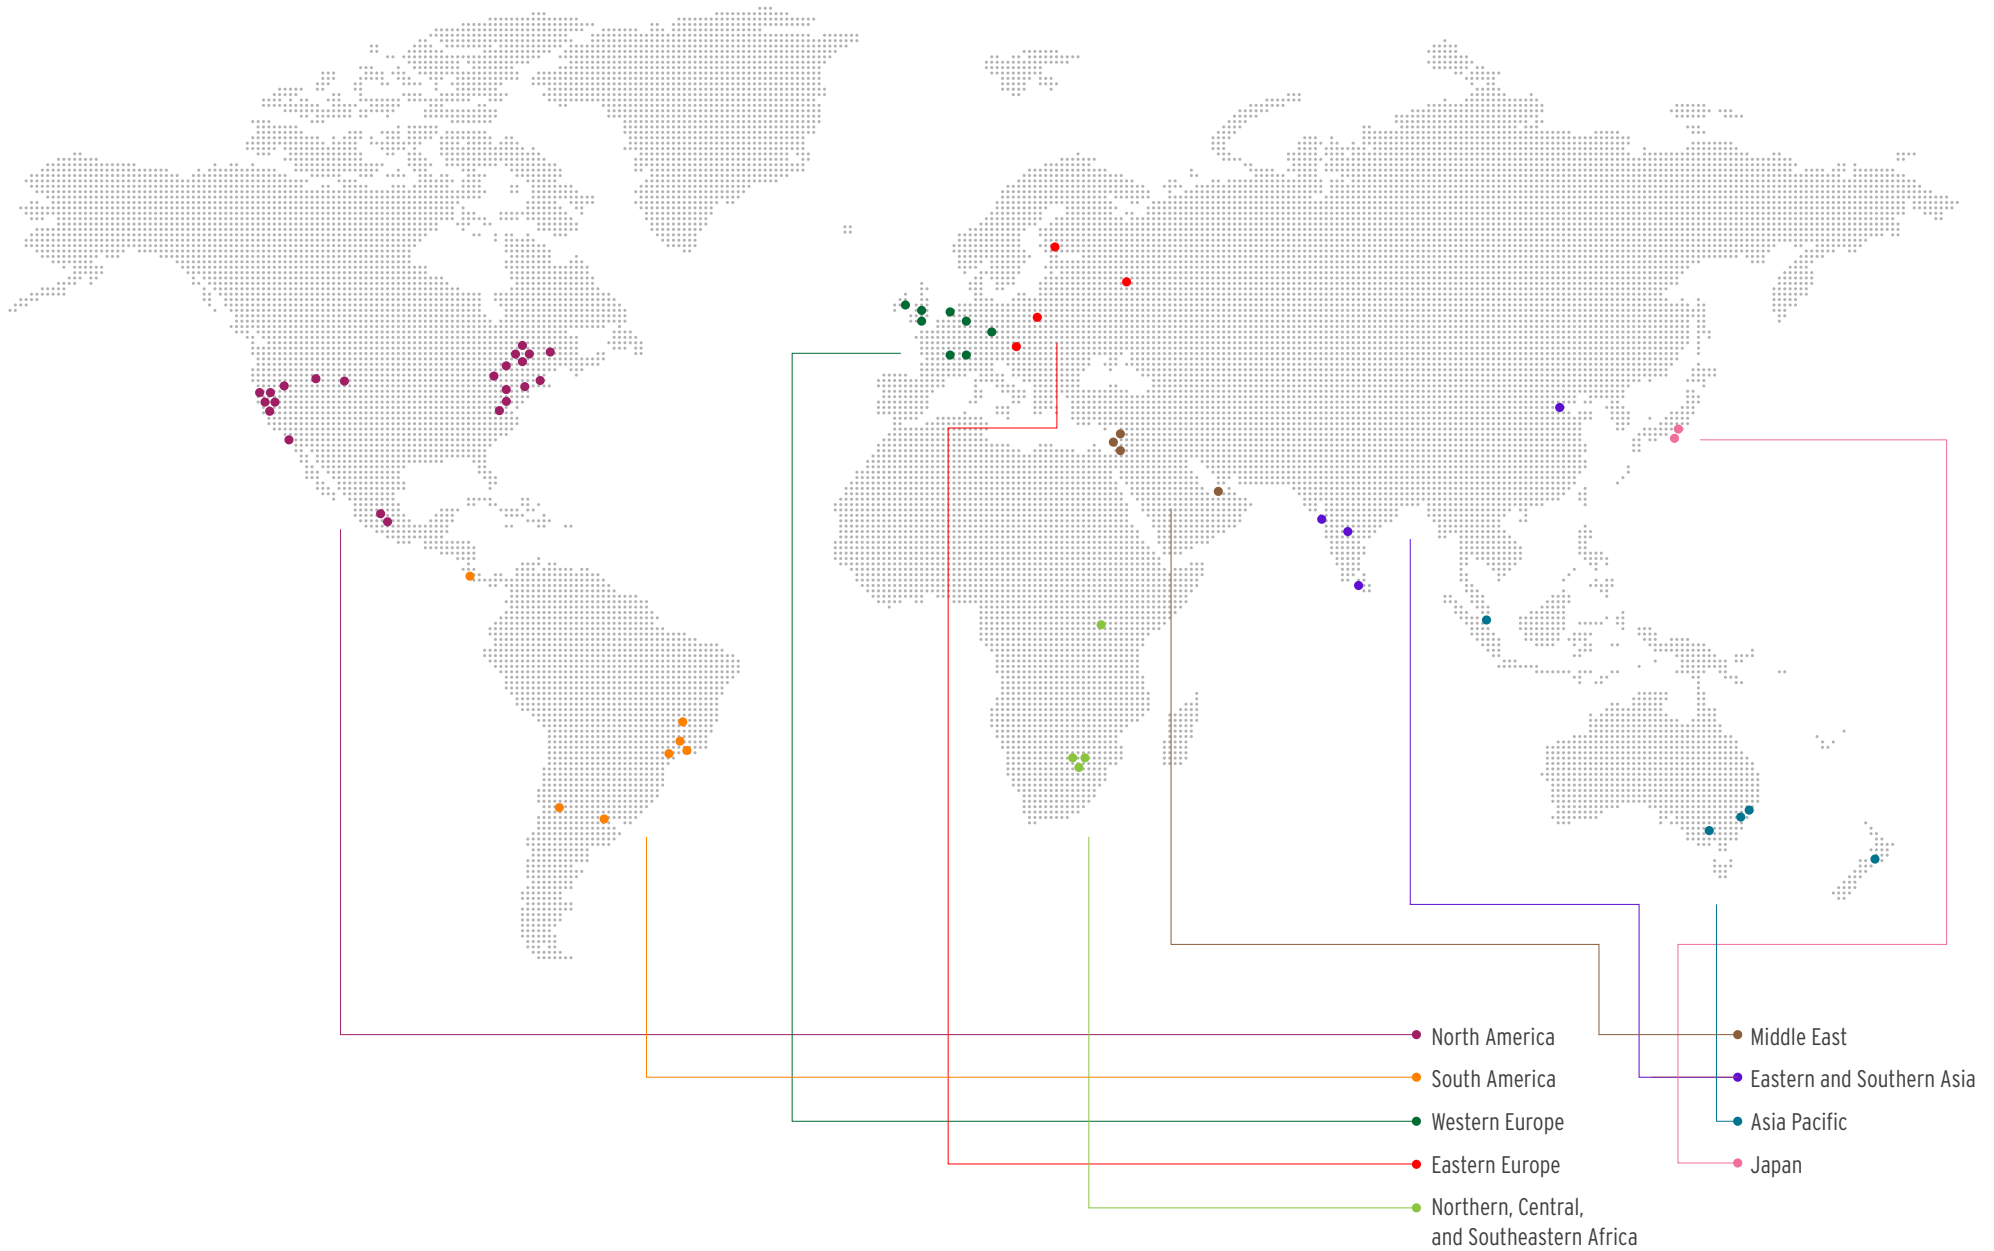 North America
South America
Western Europe
Eastern Europe
Northern, Central,
and Southeastern Africa
Middle East
Eastern and Southern Asia
Asia Pacific
Japan